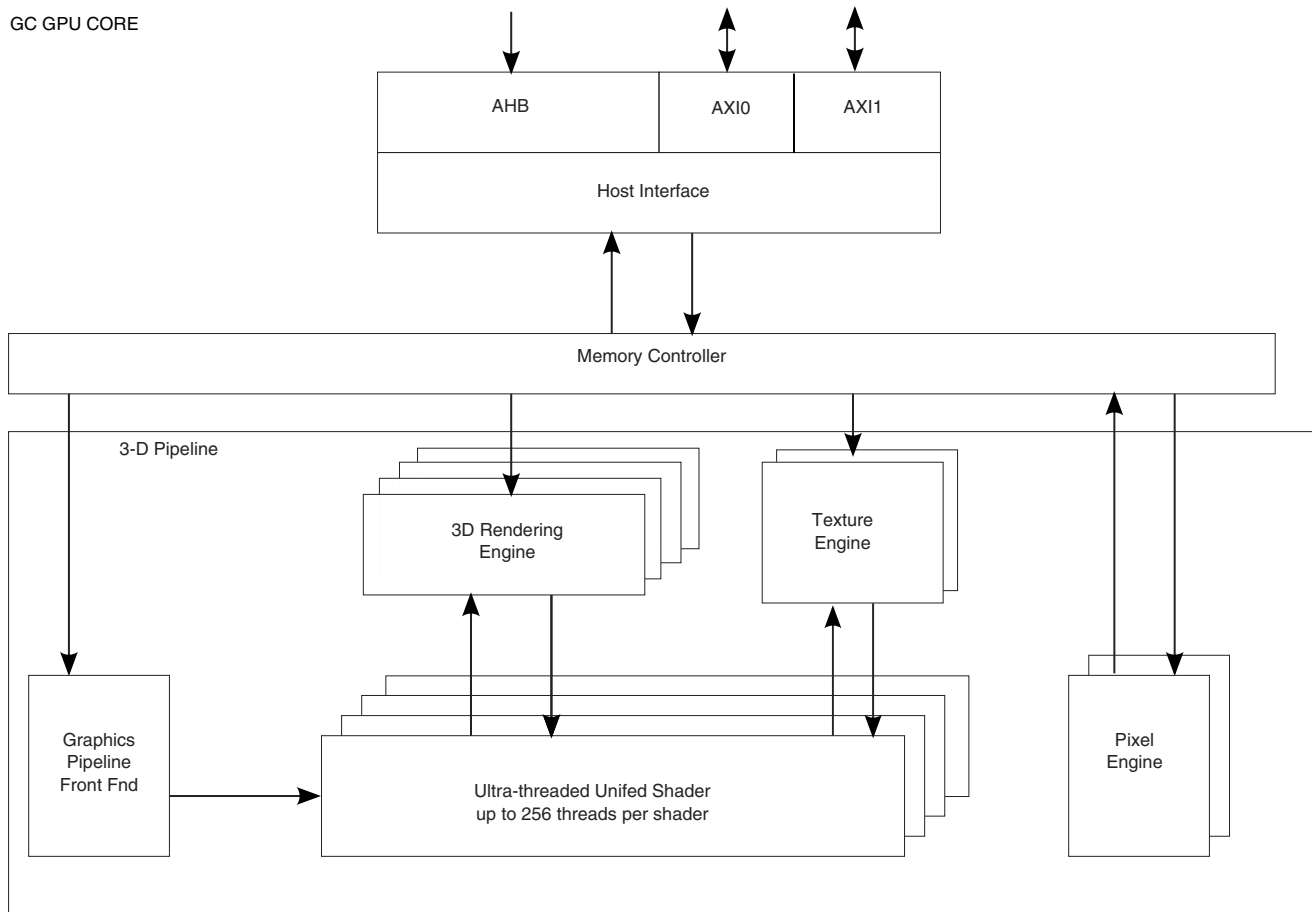 GC GPU CORE
AHB
AXI0
AXI1
Host Interface
Memory Controller
3-D Pipeline
3D Rendering
Engine
Texture
Engine
Graphics
Pipeline
Front Fnd
Ultra-threaded Unifed Shader
up to 256 threads per shader
Pixel
Engine